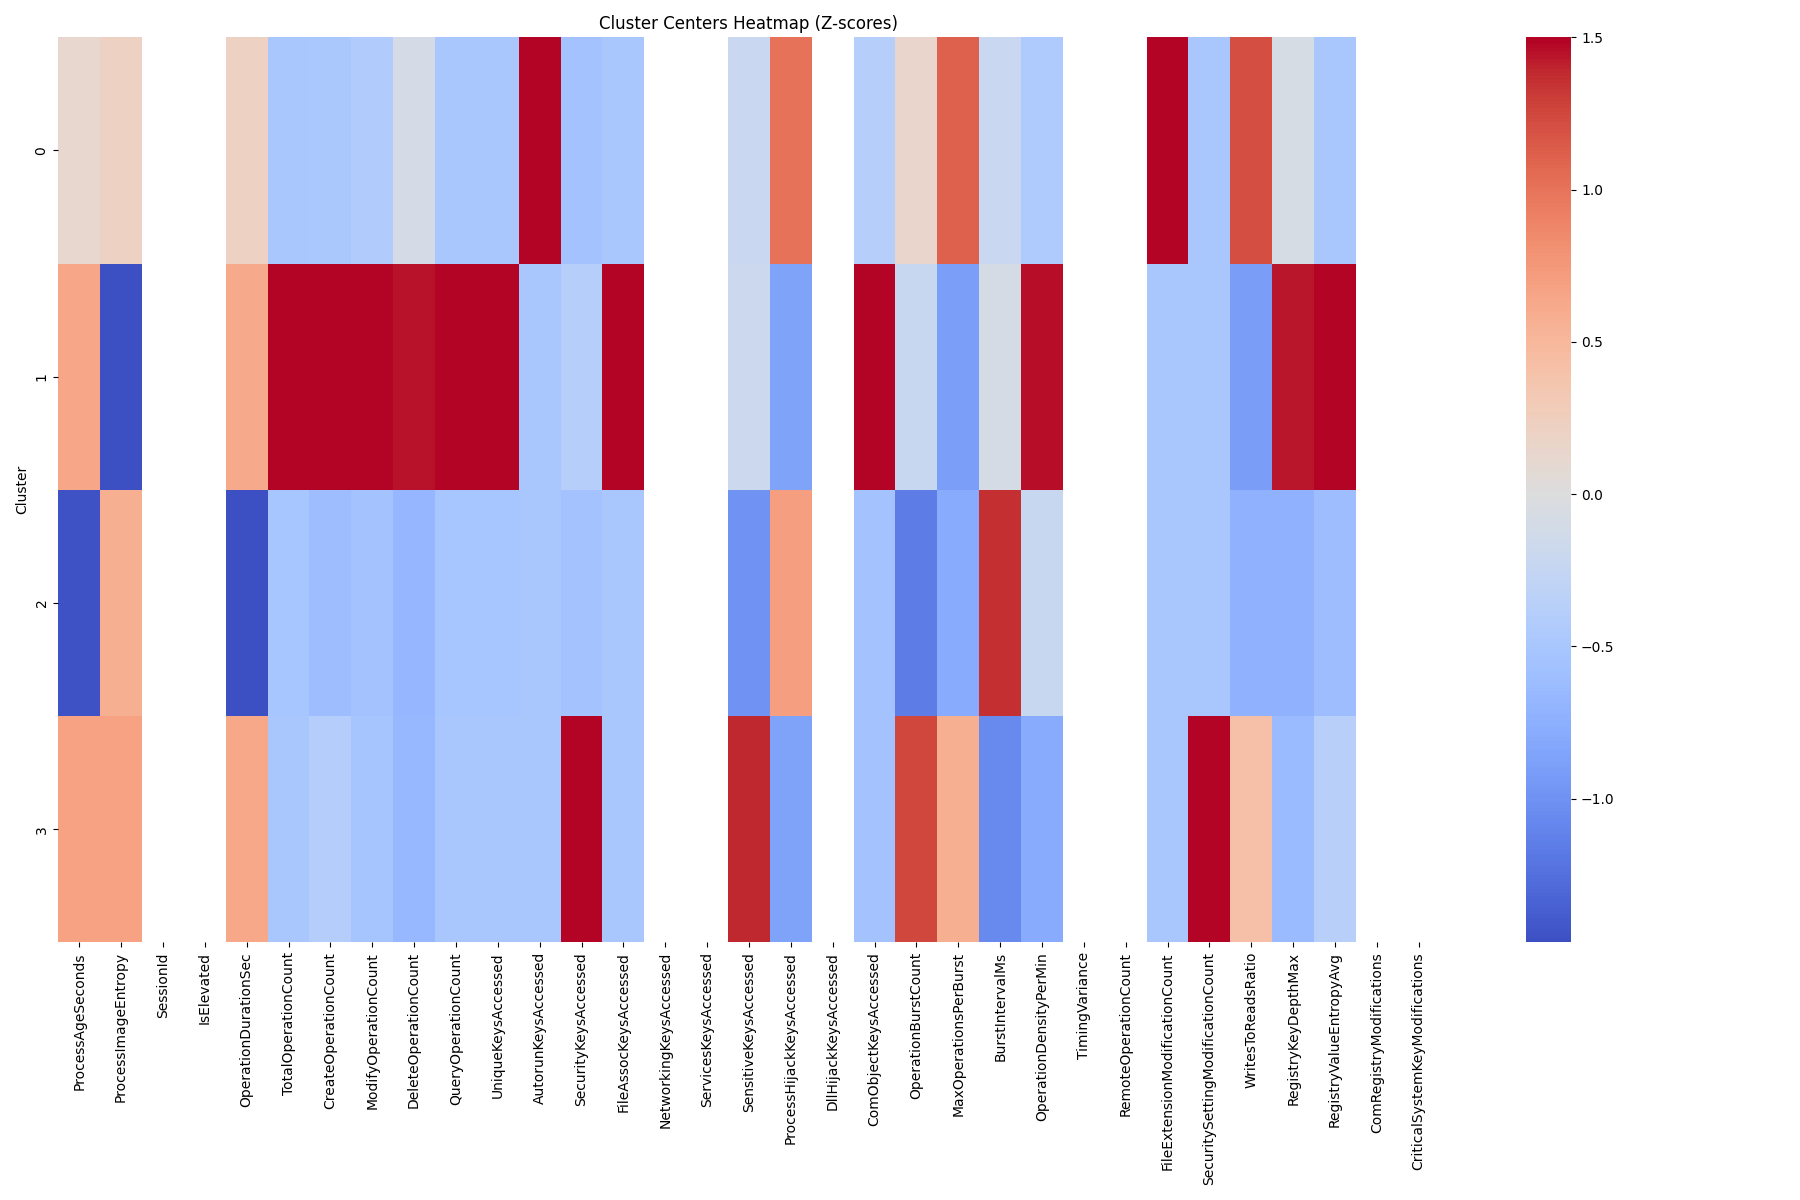 Cluster Centers Heatmap (Z-scores)
Cluster
0
1
2
3
1.5
1.0
0.5
0.0
−0.5
−1.0
ProcessAgeSeconds
ProcessImageEntropy
SessionId
IsElevated
OperationDurationSec
TotalOperationCount
CreateOperationCount
ModifyOperationCount
DeleteOperationCount
QueryOperationCount
UniqueKeysAccessed
AutorunKeysAccessed
SecurityKeysAccessed
FileAssocKeysAccessed
NetworkingKeysAccessed
ServicesKeysAccessed
SensitiveKeysAccessed
ProcessHijackKeysAccessed
DllHijackKeysAccessed
ComObjectKeysAccessed
OperationBurstCount
MaxOperationsPerBurst
BurstIntervalMs
OperationDensityPerMin
TimingVariance
RemoteOperationCount
FileExtensionModificationCount
SecuritySettingModificationCount
WritesToReadsRatio
RegistryKeyDepthMax
RegistryValueEntropyAvg
ComRegistryModifications
CriticalSystemKeyModifications